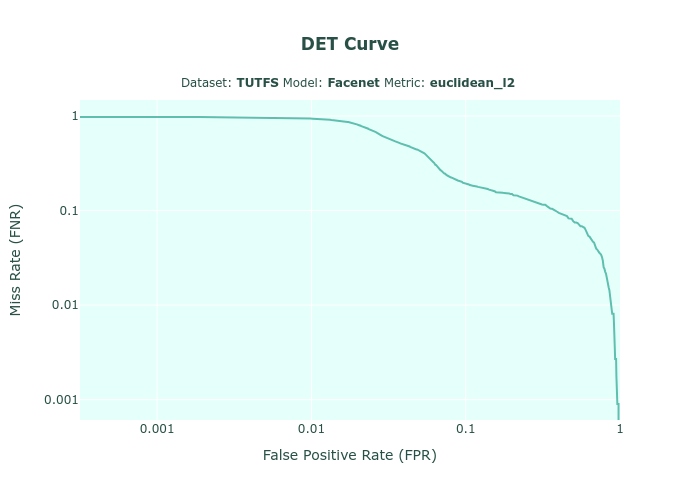 DET Curve
Dataset: TUTFS Model: Facenet Metric: euclidean_l2
1
0.1
0.01
0.001
Miss Rate (FNR)
0.001 0.01 0.1 1
False Positive Rate (FPR)